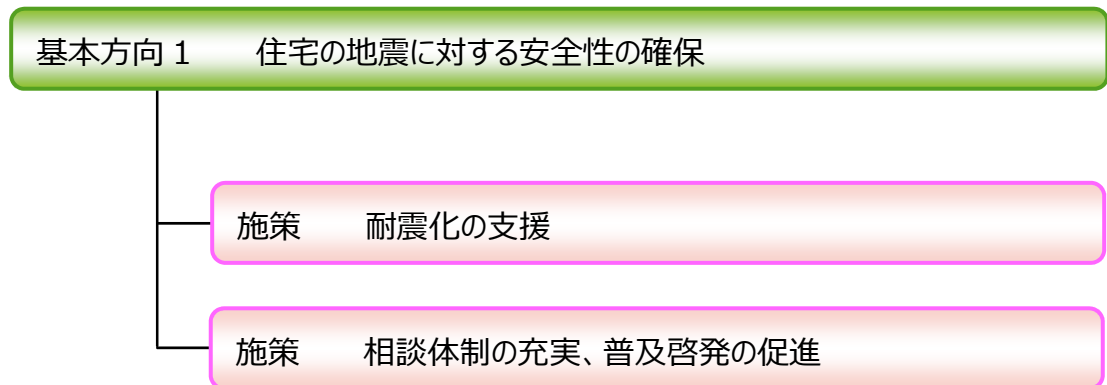 基本方向1　　住宅の地震に対する安全性の確保
施策　　耐震化の支援
施策　　相談体制の充実、普及啓発の促進